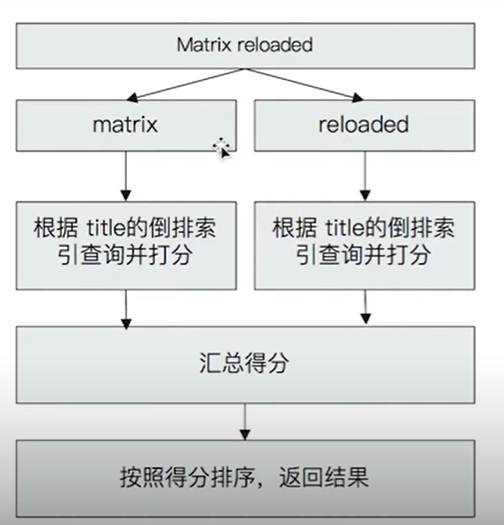 Matrix reloaded
matrix
reloaded
根据 title的倒排索
引查询并打分
根据 title的倒排索
引查询并打分
汇总得分
按照得分排序，返回结果